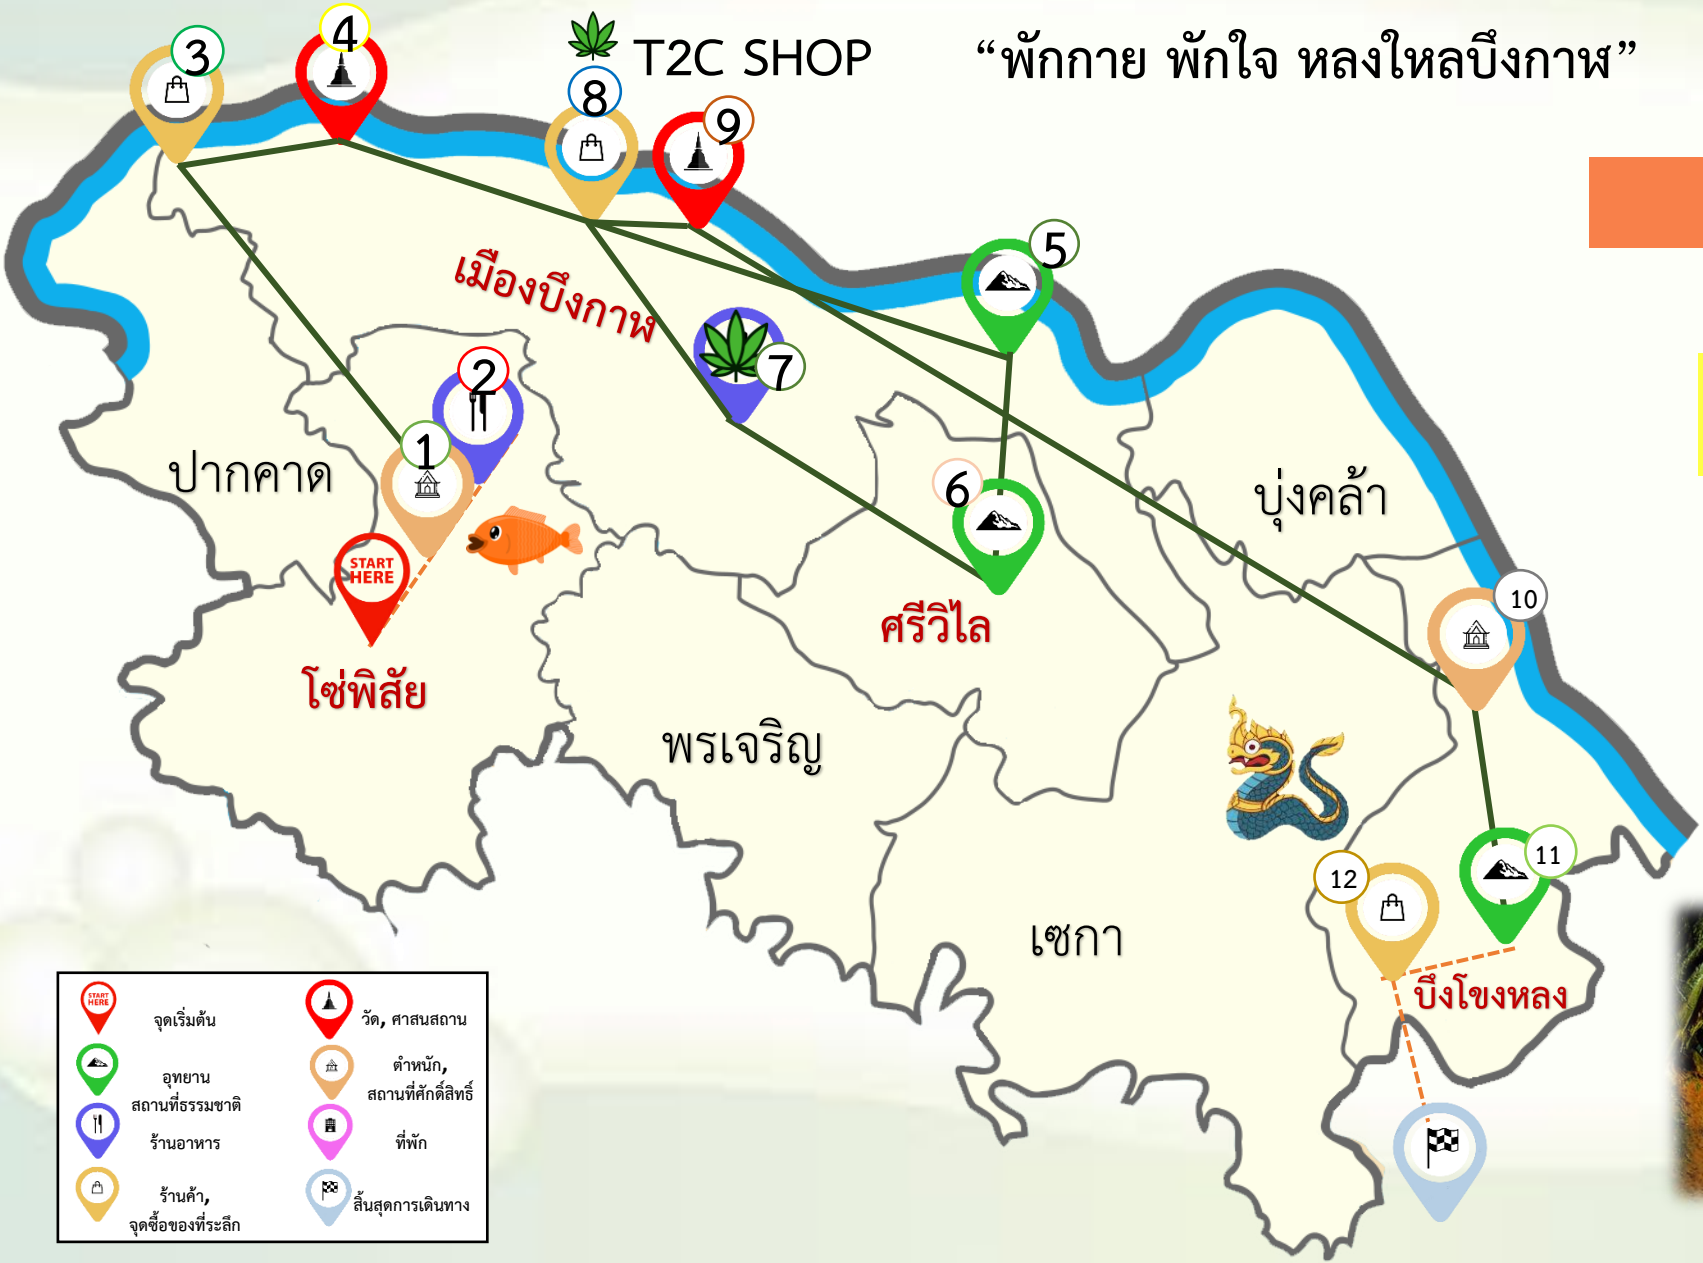 T2C SHOP
“พักกาย พักใจ หลงใหลบึงกาฬ”
3
4
8
9
5
เมืองบึงกาฬ
7
2
1
6
ปากคาด
บุ่งคล้า
START
HERE
10
ศรีวิไล
โซ่พิสัย
พรเจริญ
11
12
เซกา
บึงโขงหลง
START
HERE
จุดเริ่มต้น
วัด, ศาสนสถาน
อุทยาน
สถานที่ธรรมชาติ
ตำหนัก,
สถานที่ศักดิ์สิทธิ์
ร้านอาหาร
ที่พัก
ร้านค้า,
จุดซื้อของที่ระลึก
สิ้นสุดการเดินทาง